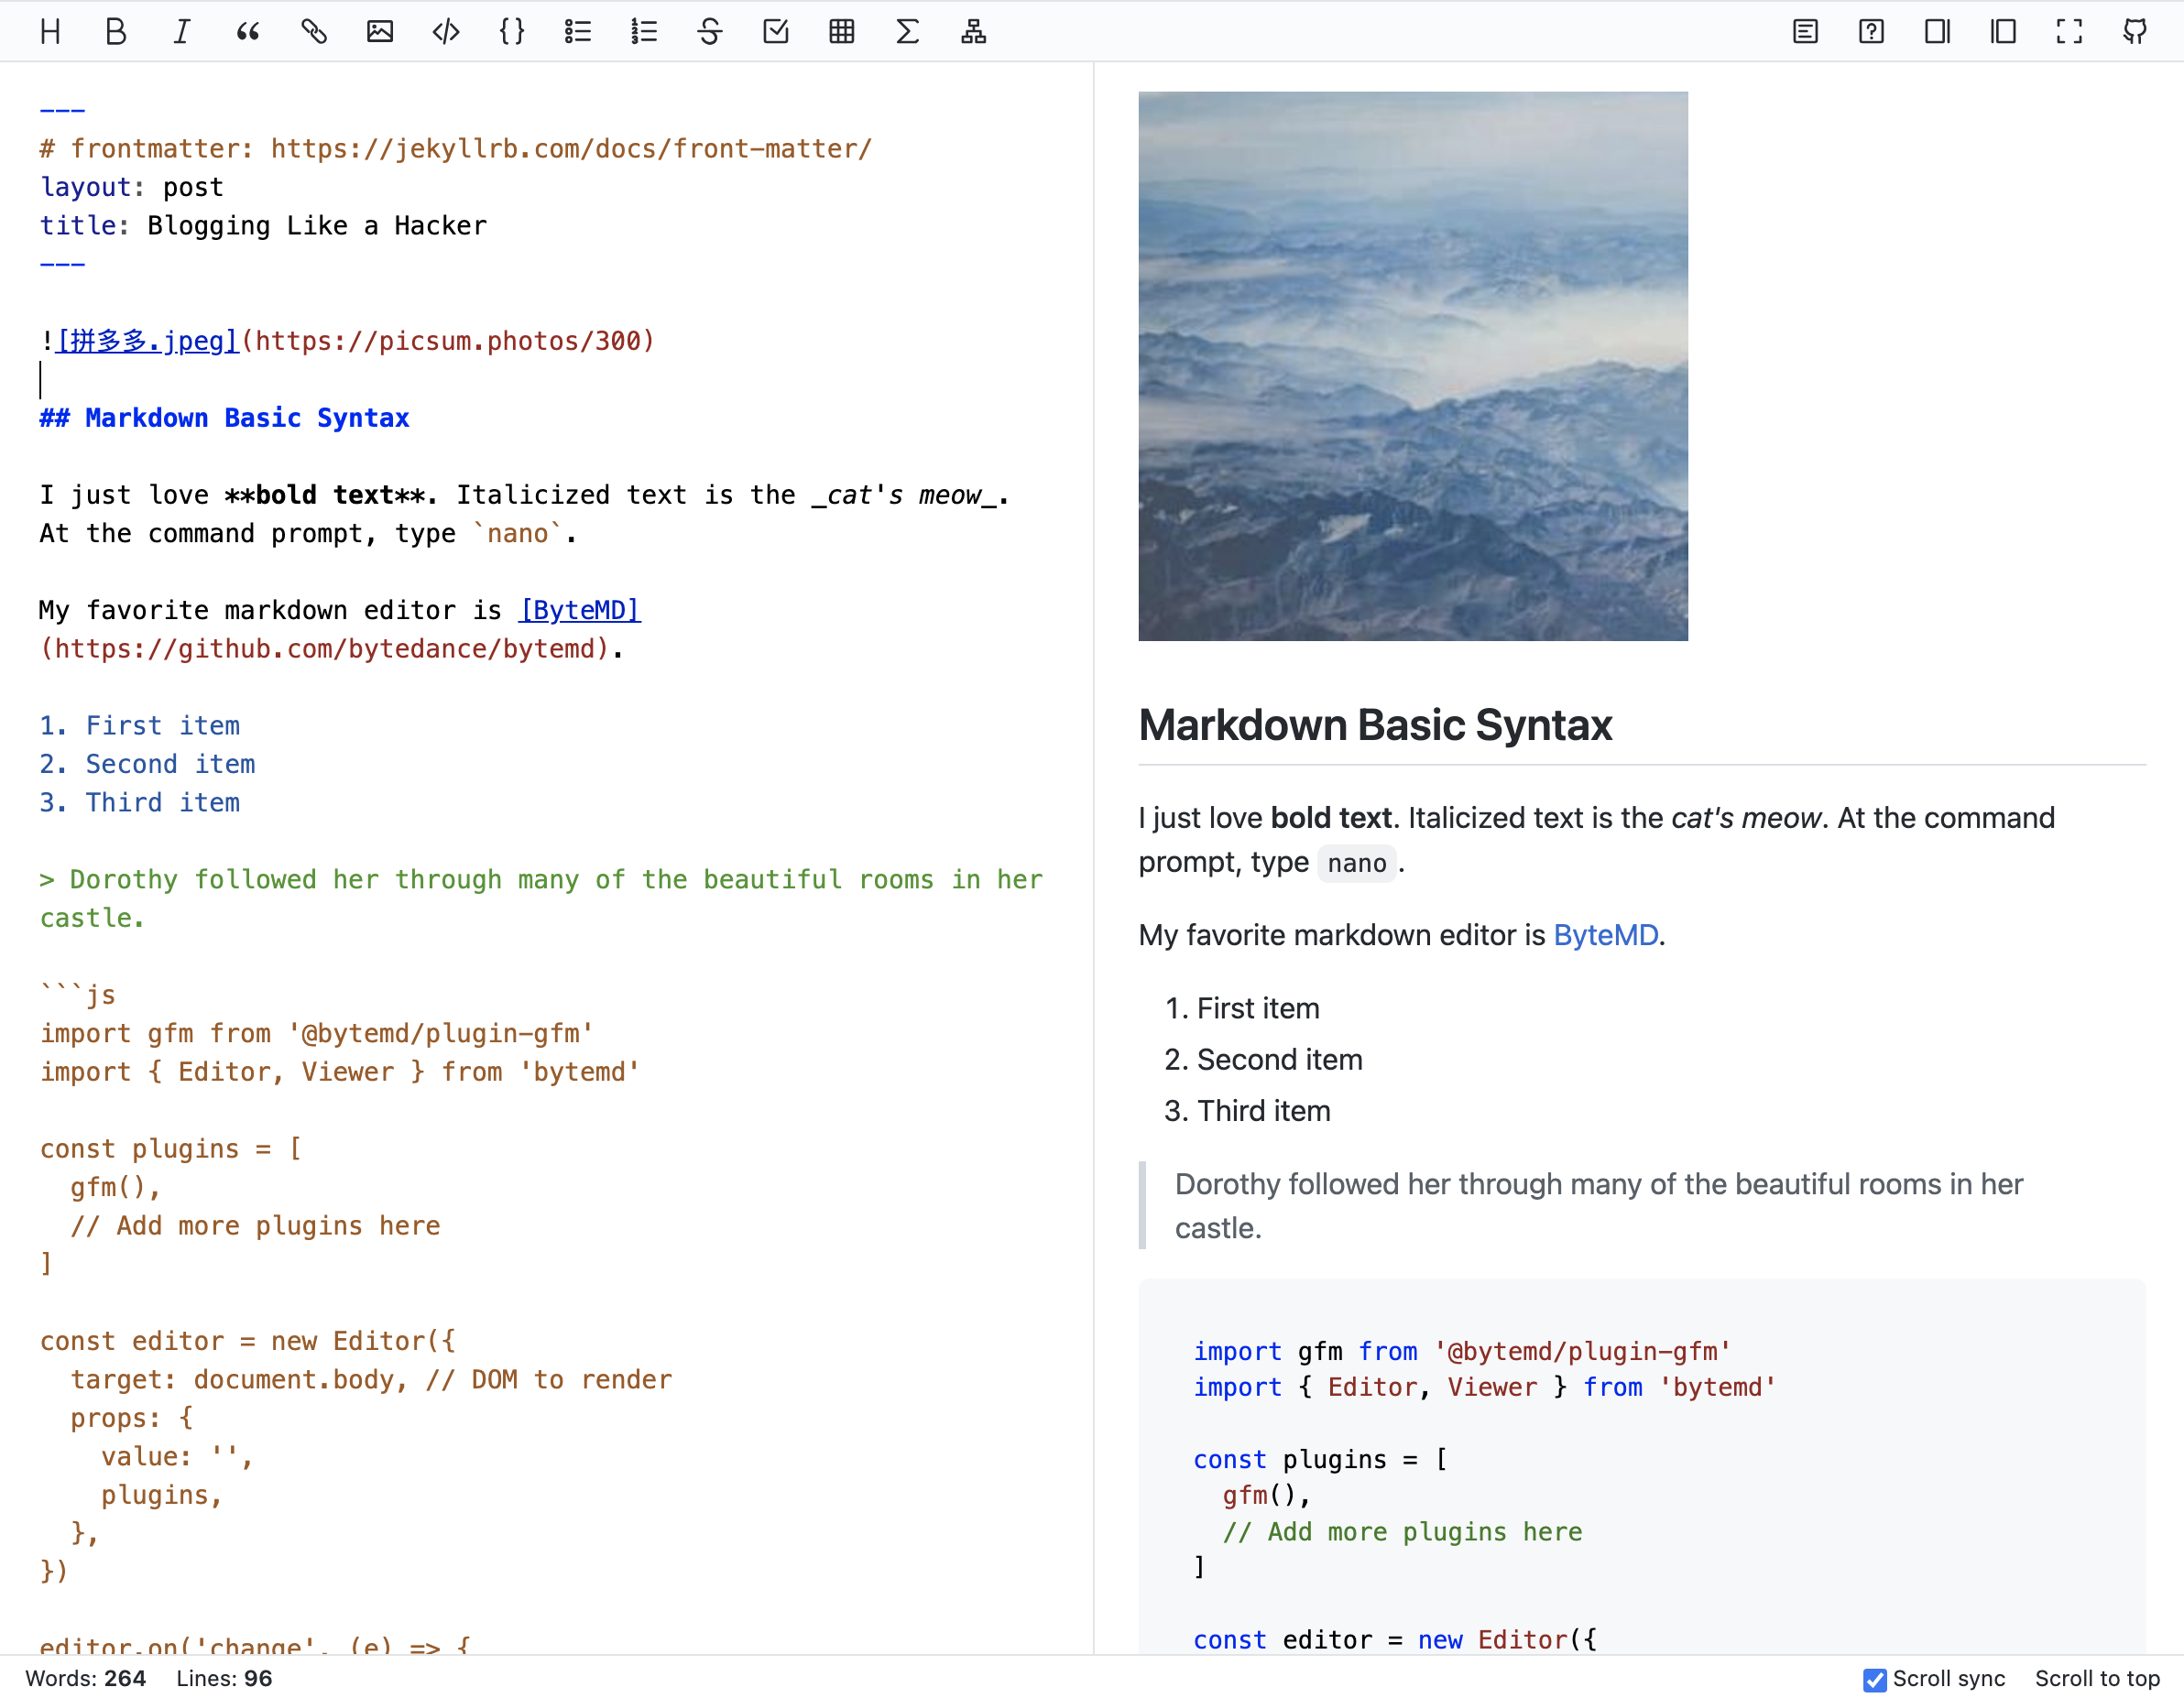 ---
# frontmatter: https://jekyllrb.com/docs/front-matter/
layout: post
title: Blogging Like a Hacker
---
![拼多多.jpeg](https://picsum.photos/300)
## Markdown Basic Syntax
I just love **bold text**. Italicized text is the _cat's meow_.
At the command prompt, type `nano`.
My favorite markdown editor is [ByteMD]
(https://github.com/bytedance/bytemd).
1. First item
2. Second item
3. Third item
> Dorothy followed her through many of the beautiful rooms in her
castle.
```js
import gfm from '@bytemd/plugin-gfm'
import { Editor, Viewer } from 'bytemd'
const plugins = [
  gfm(),
  // Add more plugins here
]
const editor = new Editor({
  target: document.body, // DOM to render
  props: {
    value: '',
    plugins,
  },
})
editor.on('change', (e) => {
Markdown Basic Syntax
I just love bold text. Italicized text is the cat's meow. At the command
prompt, type nano.
My favorite markdown editor is ByteMD.
1. First item
2. Second item
3. Third item
Dorothy followed her through many of the beautiful rooms in her
castle.
import gfm from '@bytemd/plugin-gfm'
import { Editor, Viewer } from 'bytemd'
const plugins = [
  gfm(),
  // Add more plugins here
]
const editor = new Editor({
Words: 264 Lines: 96
Scroll sync Scroll to top